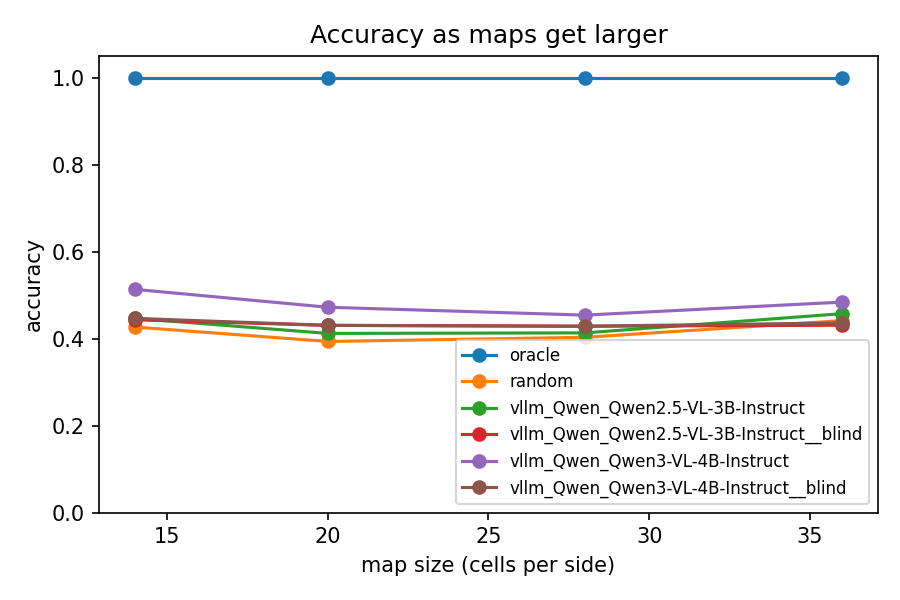 Accuracy as maps get larger
1.0
0.8
0.6
0.4
0.2
0.0
accuracy
oracle
random
vllm_Qwen_Qwen2.5-VL-3B-Instruct
vllm_Qwen_Qwen2.5-VL-3B-Instruct__blind
vllm_Qwen_Qwen3-VL-4B-Instruct
vllm_Qwen_Qwen3-VL-4B-Instruct__blind
15 20 25 30 35
map size (cells per side)